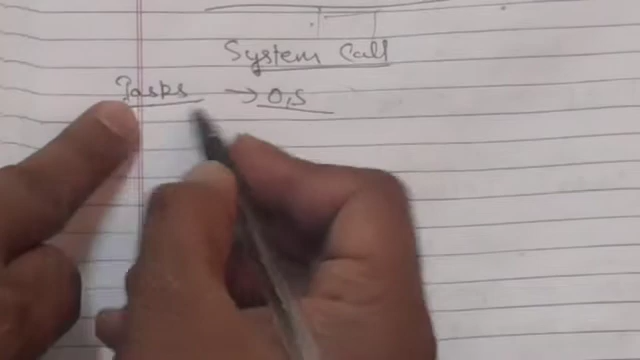 System Call
Tasks → O,S